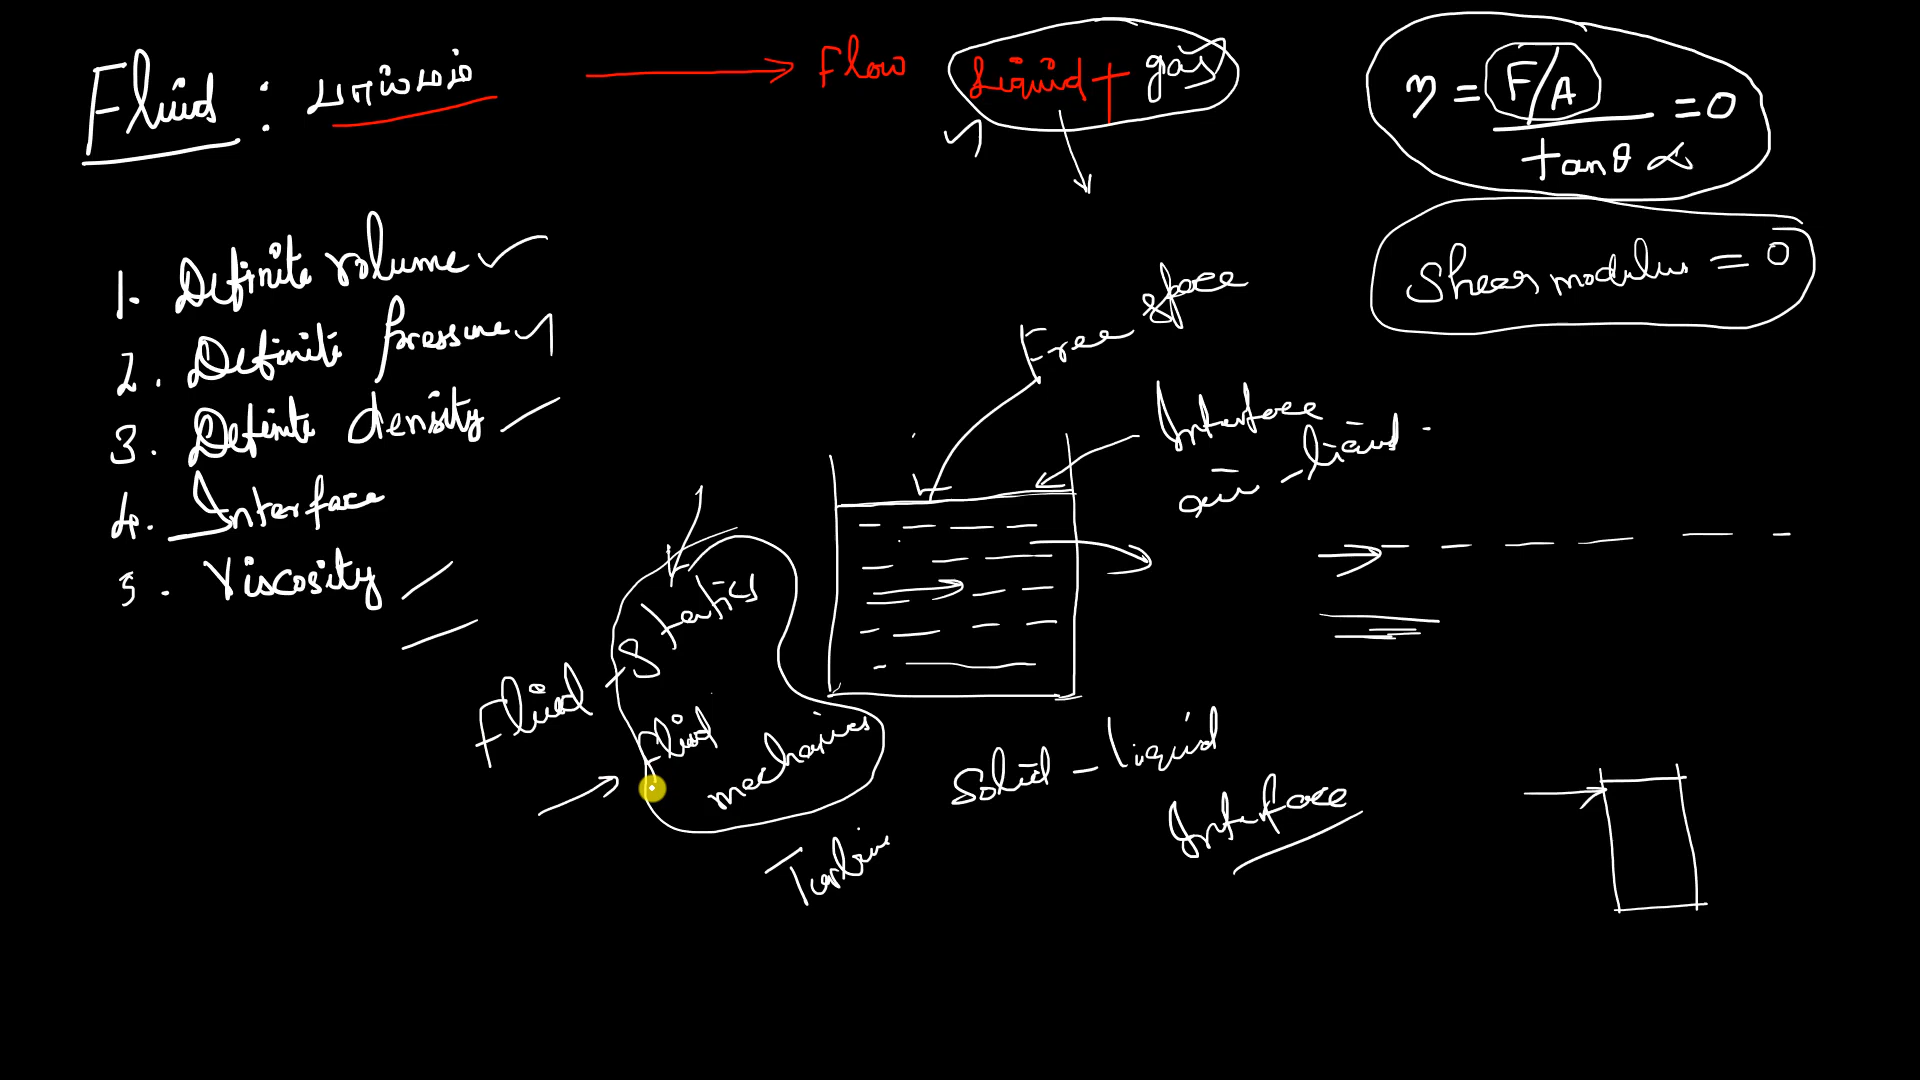 Fluid : → Flow Liquid + gas
η = F/A / tanθ ∝ = 0
Shear modulus = 0
1. Definite volume ✓
2. Definite pressure
3. Definite density
4. Interface
5. Viscosity
Free space
Interface
air - liquid
Fluid - Statics
Fluid
mechanics
Turbine
Solid - liquid
Interface